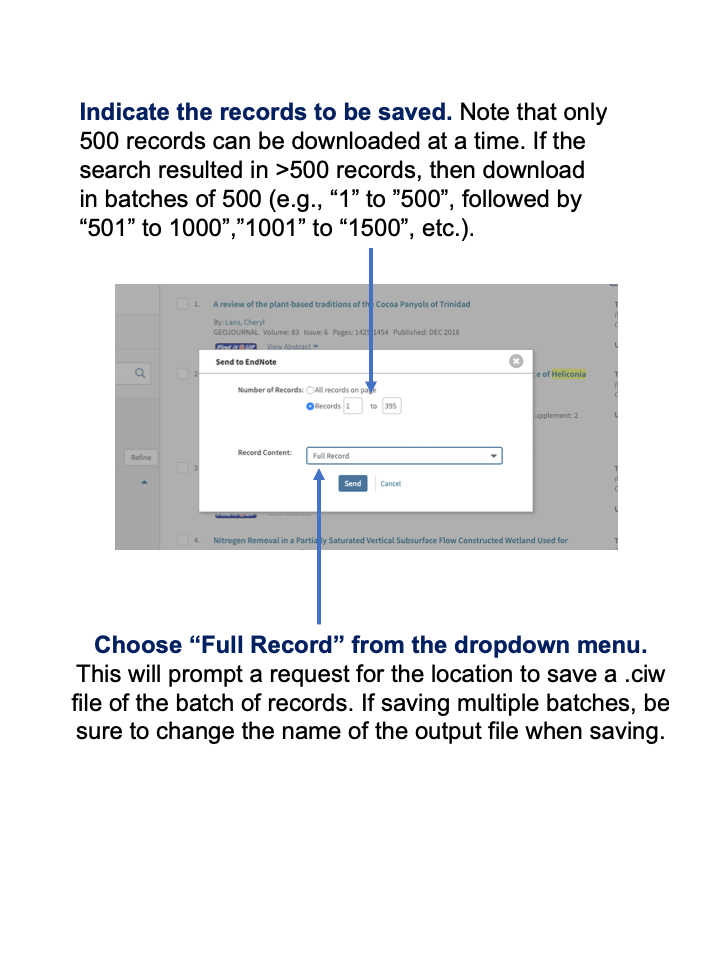 Indicate the records to be saved. Note that only
500 records can be downloaded at a time. If the
search resulted in >500 records, then download
in batches of 500 (e.g., “1” to ”500”, followed by
“501” to 1000”,”1001” to “1500”, etc.).
1. A review of the plant-based traditions of the Cocoa Panyols of Trinidad
By: Lans, Cheryl
GEOJOURNAL Volume: 83 Issue: 6 Pages: 1425 1454 Published: DEC 2018
Find it @UF View Abstract
Send to EndNote
2 e of Heliconia
Number of Records: All records on page
Records 1 to 395
upplement: 2
Record Content: Full Record
Refine
3
Send Cancel
4. Nitrogen Removal in a Partially Saturated Vertical Subsurface Flow Constructed Wetland Used for
Choose “Full Record” from the dropdown menu.
This will prompt a request for the location to save a .ciw
file of the batch of records. If saving multiple batches, be
sure to change the name of the output file when saving.